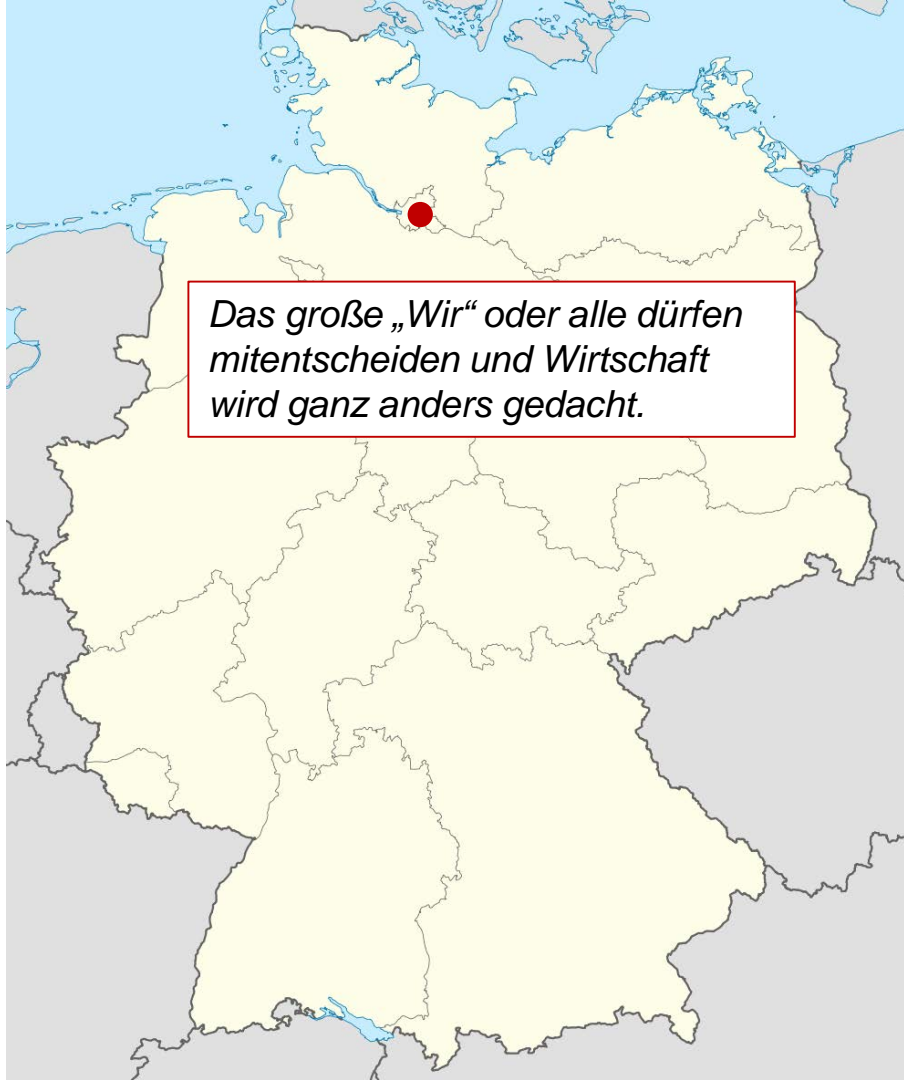 Das große „Wir“ oder alle dürfen
mitentscheiden und Wirtschaft
wird ganz anders gedacht.